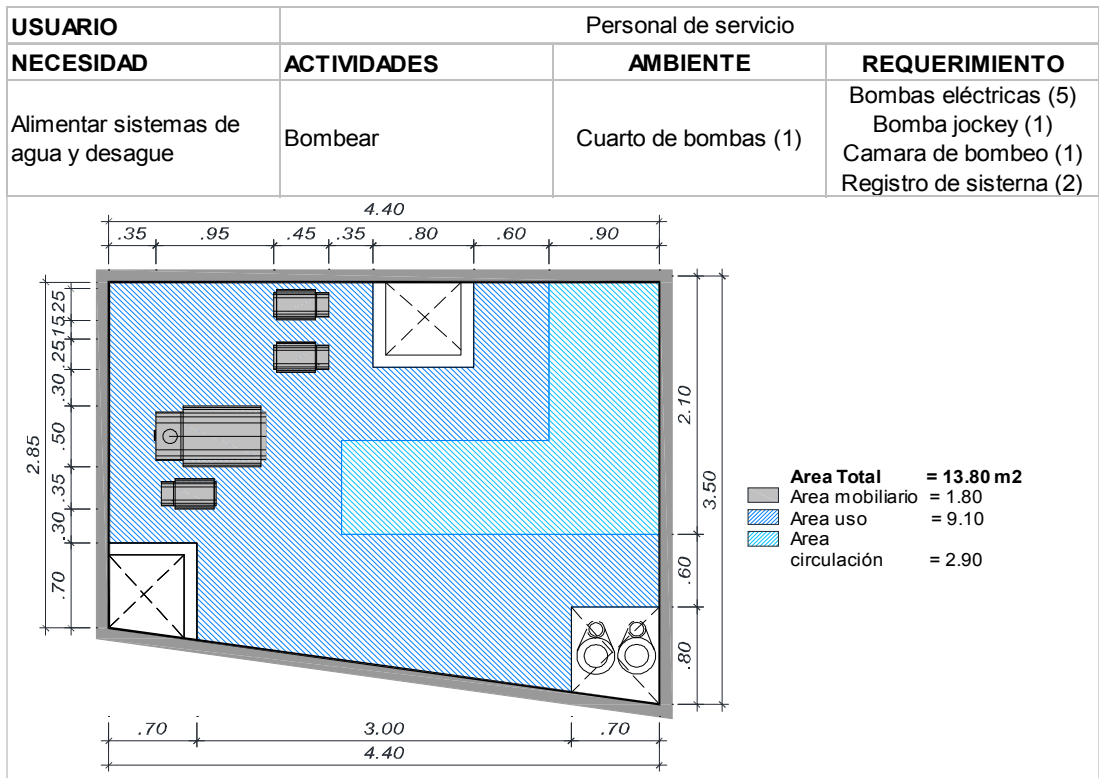 USUARIO Personal de servicio
NECESIDAD ACTIVIDADES AMBIENTE REQUERIMIENTO
Alimentar sistemas de agua y desague
Bombear
Cuarto de bombas (1)
Bombas eléctricas (5)
Bomba jockey (1)
Camara de bombeo (1)
Registro de sisterna (2)
4.40
.35 .95 .45 .35 .80 .60 .90
2.85
.25
.15
.25
.30
.50
.35
.30
.70
2.10
3.50
.60
.80
Area Total = 13.80 m2
Area mobiliario = 1.80
Area uso = 9.10
Area
circulación = 2.90
.70 3.00 .70
4.40